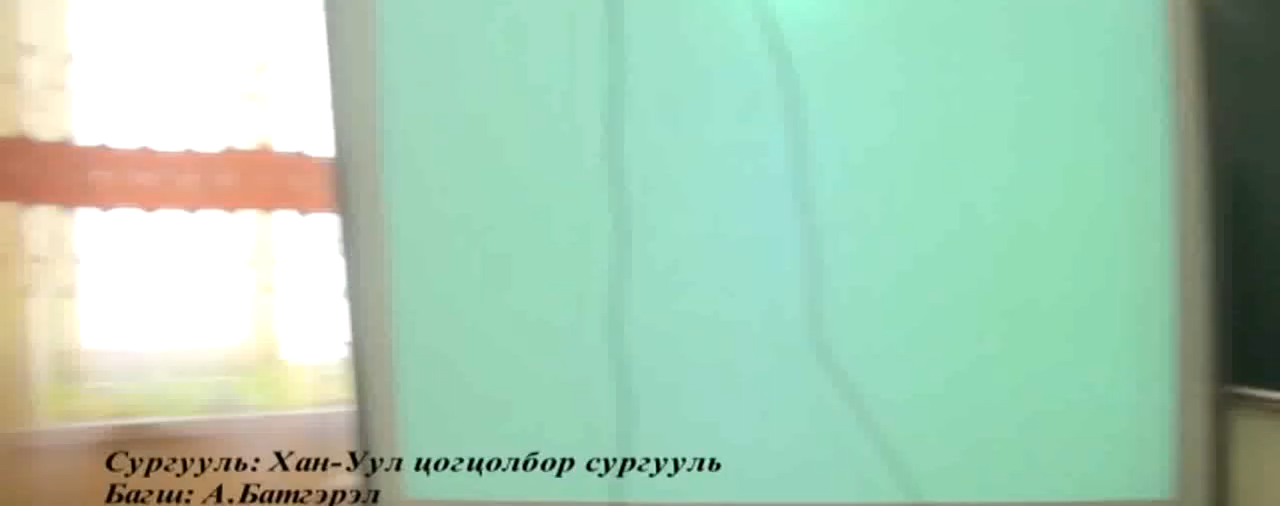 Сургууль: Хан-Уул цогцолбор сургууль
Багш: А.Батгэрэл